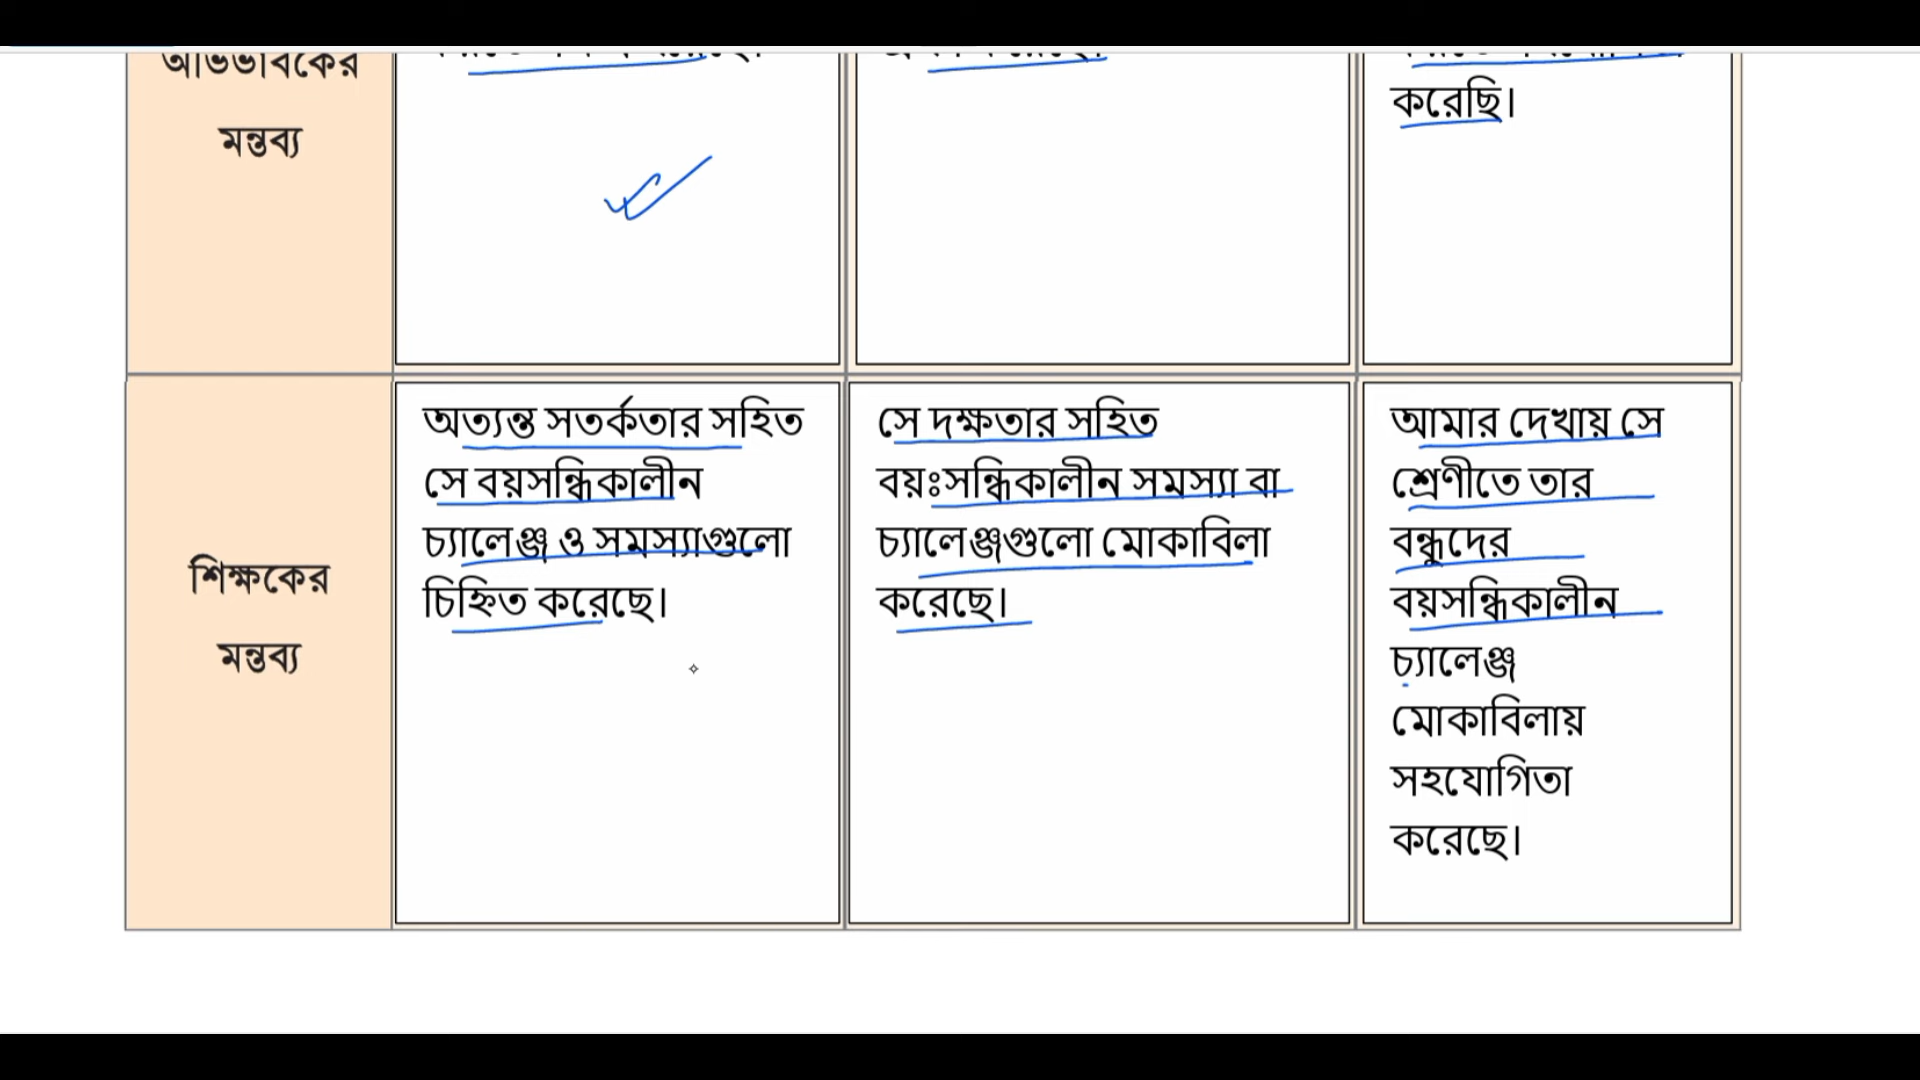 অভিভাবকের
মন্তব্য
করেছি।
শিক্ষকের
মন্তব্য
অত্যন্ত সতর্কতার সহিত
সে বয়সন্ধিকালীন
চ্যালেঞ্জ ও সমস্যাগুলো
চিহ্নিত করেছে।
সে দক্ষতার সহিত
বয়ঃসন্ধিকালীন সমস্যা বা
চ্যালেঞ্জগুলো মোকাবিলা
করেছে।
আমার দেখায় সে
শ্রেণীতে তার
বন্ধুদের
বয়সন্ধিকালীন
চ্যালেঞ্জ
মোকাবিলায়
সহযোগিতা
করেছে।